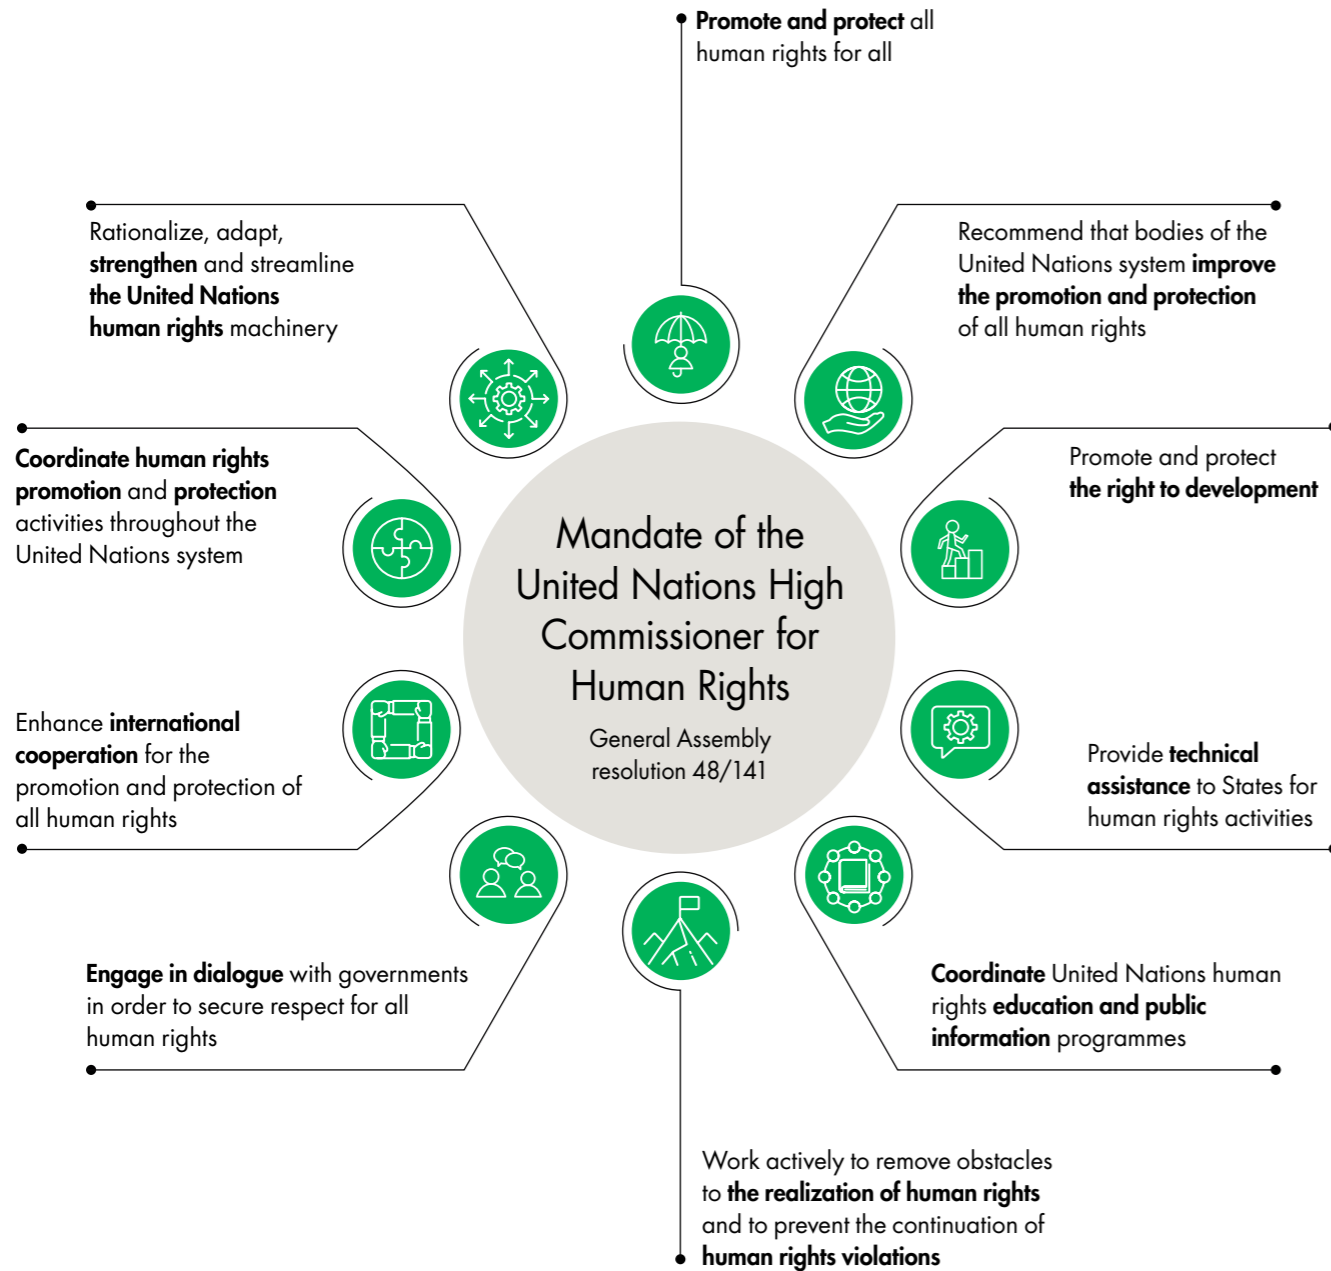 Promote and protect all
human rights for all
Recommend that bodies of the
United Nations system improve
the promotion and protection
of all human rights
Promote and protect
the right to development
Provide technical
assistance to States for
human rights activities
Coordinate United Nations human
rights education and public
information programmes
Work actively to remove obstacles
to the realization of human rights
and to prevent the continuation of
human rights violations
Engage in dialogue with governments
in order to secure respect for all
human rights
Enhance international
cooperation for the
promotion and protection of
all human rights
Coordinate human rights
promotion and protection
activities throughout the
United Nations system
Rationalize, adapt,
strengthen and streamline
the United Nations
human rights machinery
Mandate of the
United Nations High
Commissioner for
Human Rights
General Assembly
resolution 48/141